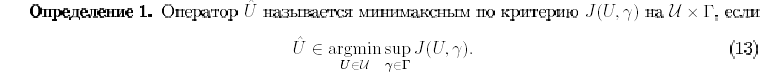 Определение 1. Оператор Û называется минимаксным по критерию J(U, γ) на 𝒰 × Γ, если
Û ∈ argmin sup J(U, γ). (13)
U∈𝒰 γ∈Γ